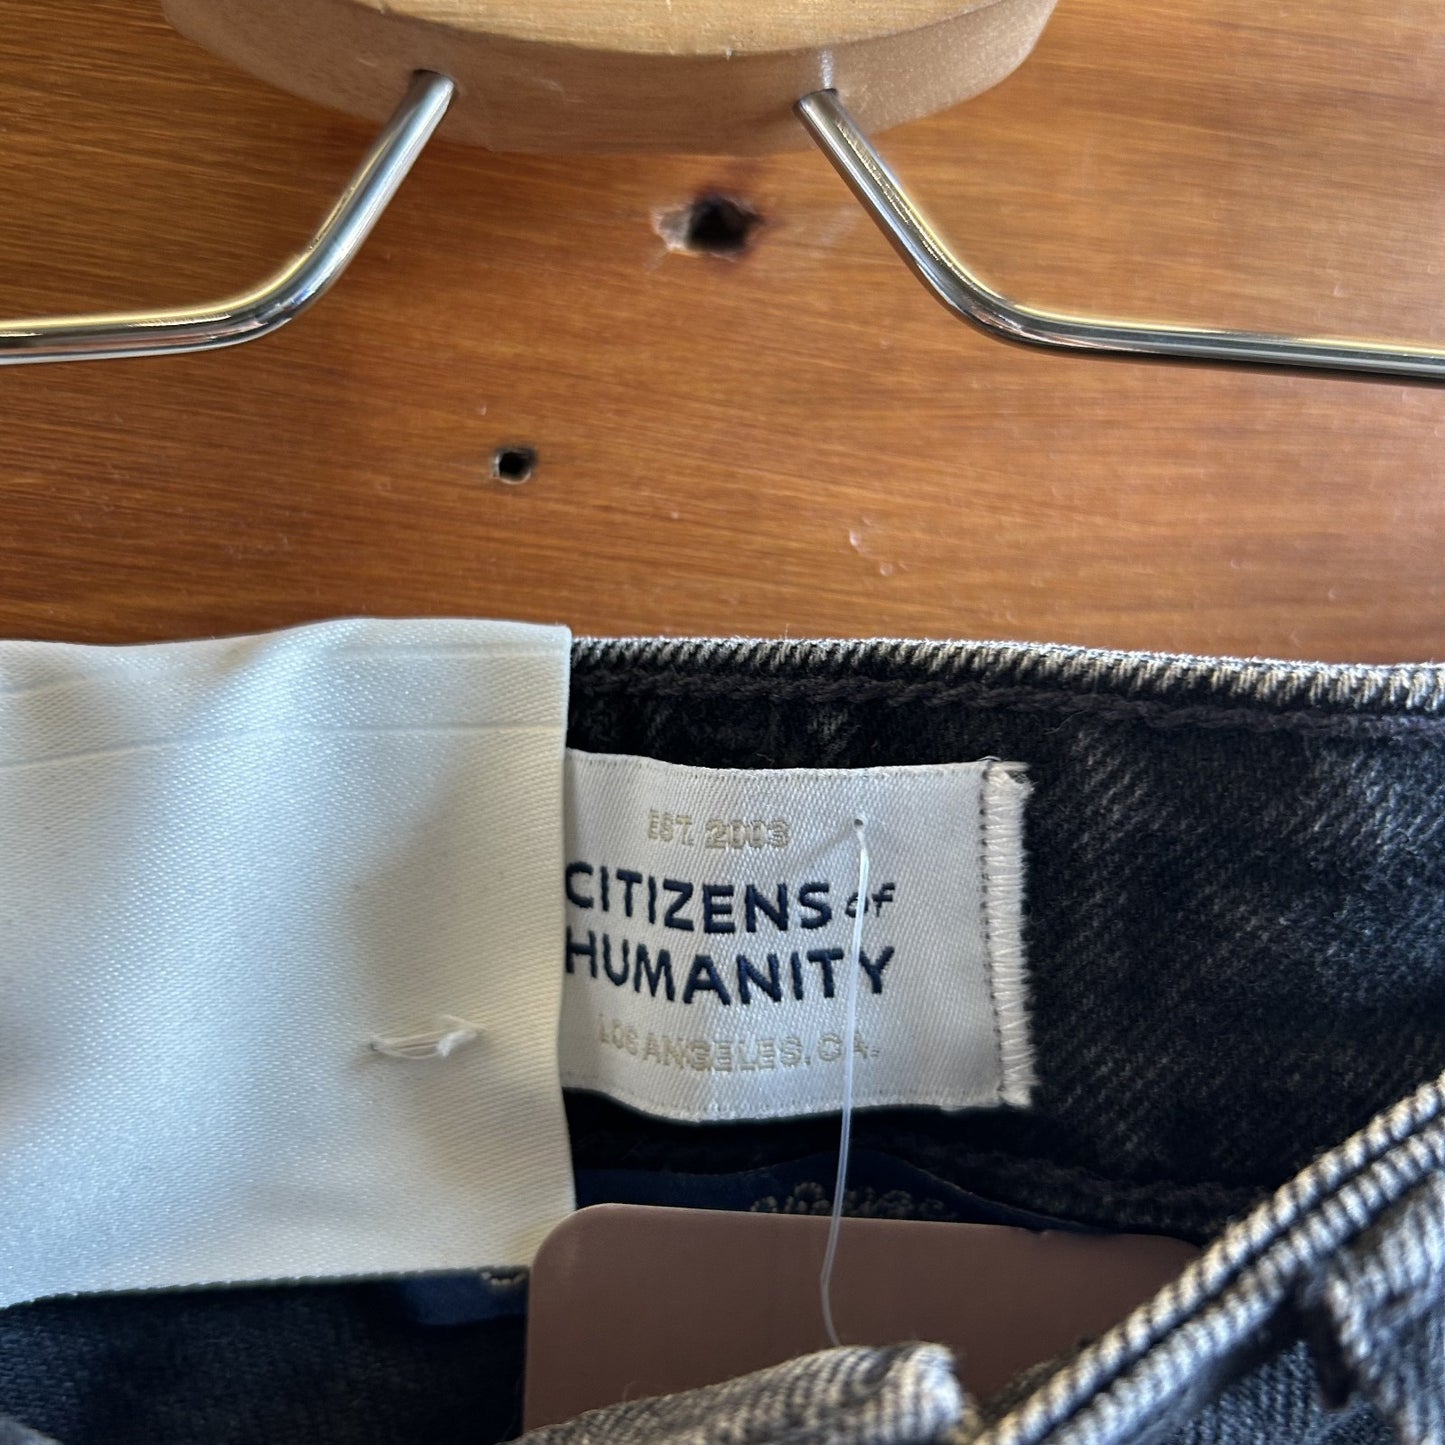 EST. 2003
CITIZENS of
HUMANITY
LOS ANGELES, CA.